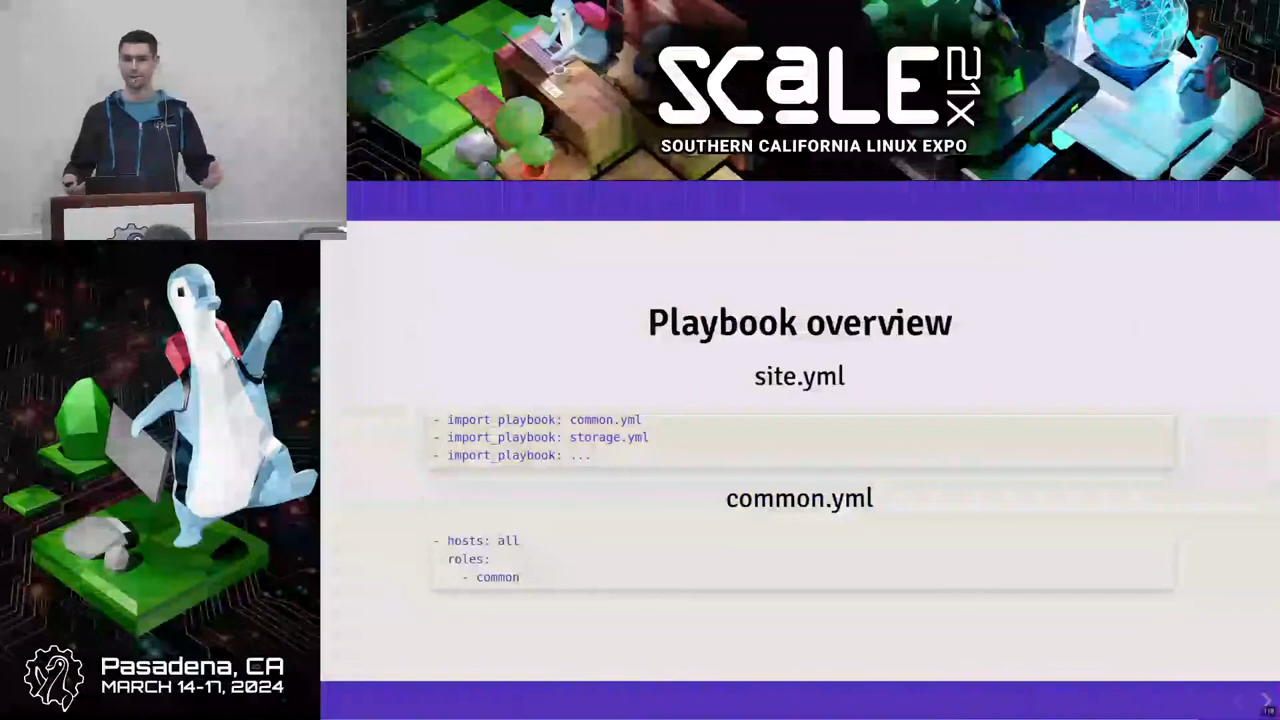 SCaLE 21X
SOUTHERN CALIFORNIA LINUX EXPO
Playbook overview
site.yml
- import_playbook: common.yml
- import_playbook: storage.yml
- import_playbook: ...
common.yml
- hosts: all
  roles:
    - common
Pasadena, CA
MARCH 14-17, 2024